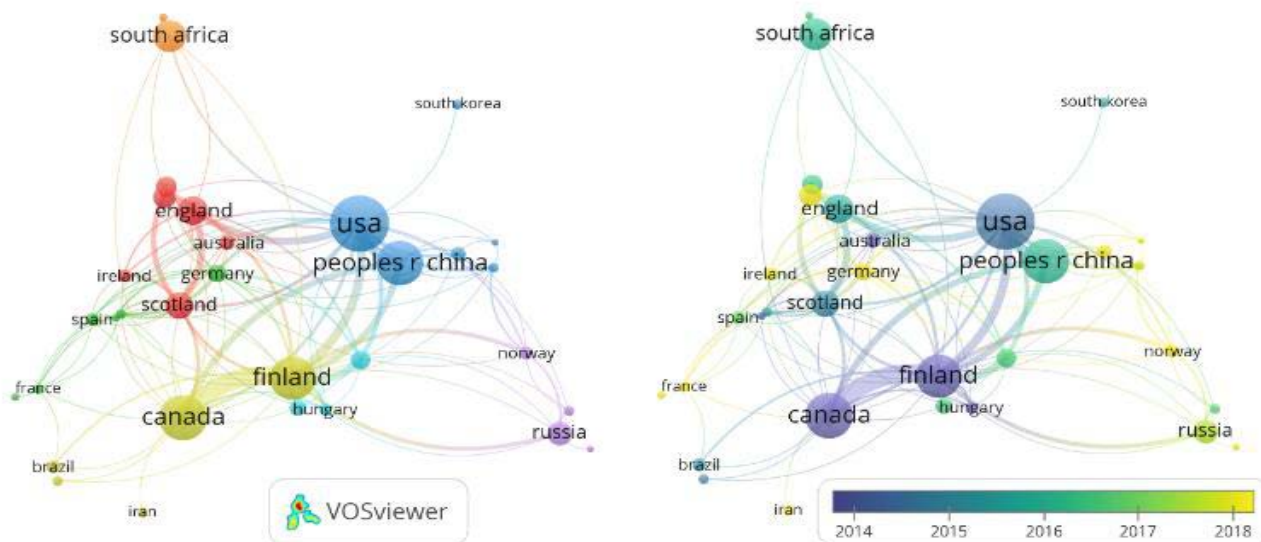 south africa
south korea
england
usa
australia
peoples r china
ireland
germany
scotland
spain
norway
finland
france
canada
hungary
russia
brazil
iran
VOSviewer
south africa
south korea
england
usa
australia
peoples r china
ireland
germany
scotland
spain
norway
finland
france
canada
hungary
russia
brazil
iran
2014
2015
2016
2017
2018